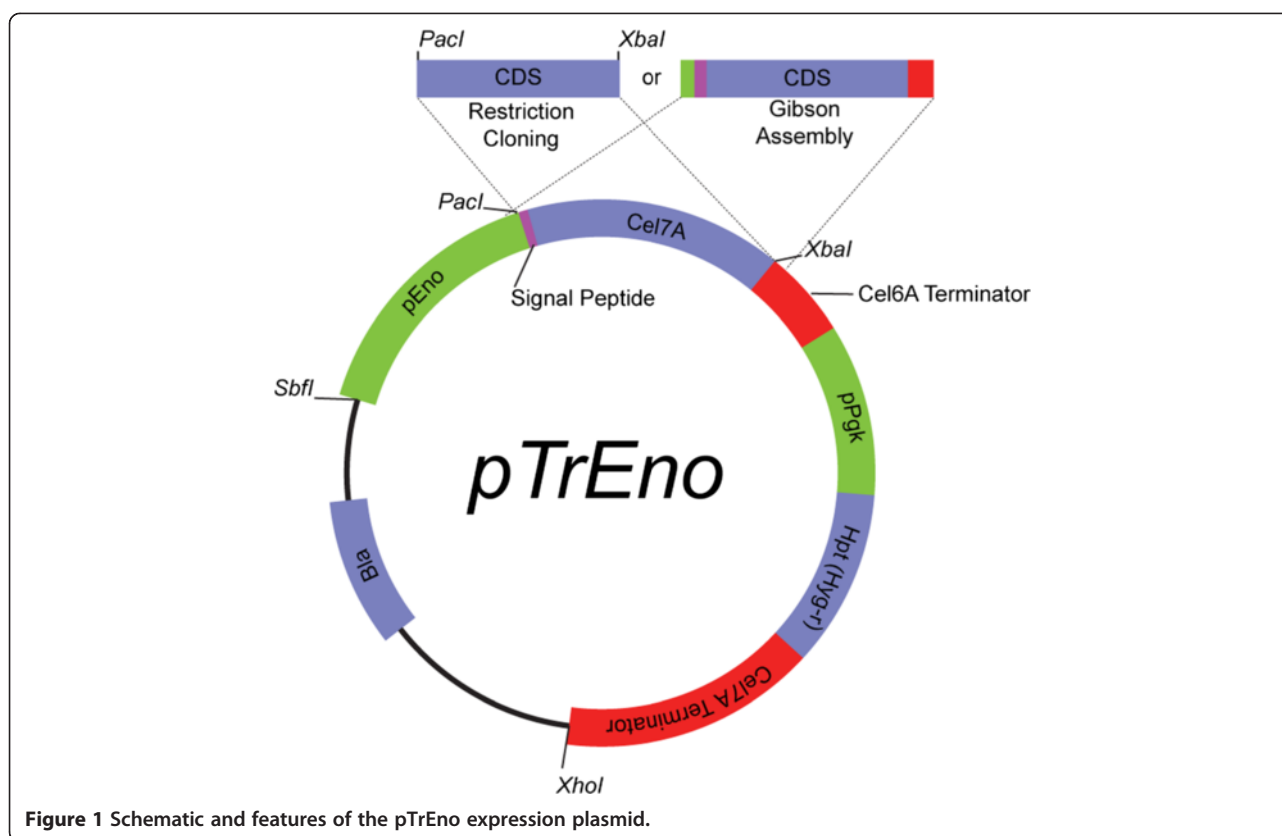 PacI
XbaI
CDS
or
CDS
Restriction
Cloning
Gibson
Assembly
PacI
Cel7A
XbaI
pEno
Signal Peptide
Cel6A Terminator
SbfI
pPgk
pTrEno
Bla
Hpt (Hyg-r)
Cel7A Terminator
XhoI
Figure 1 Schematic and features of the pTrEno expression plasmid.